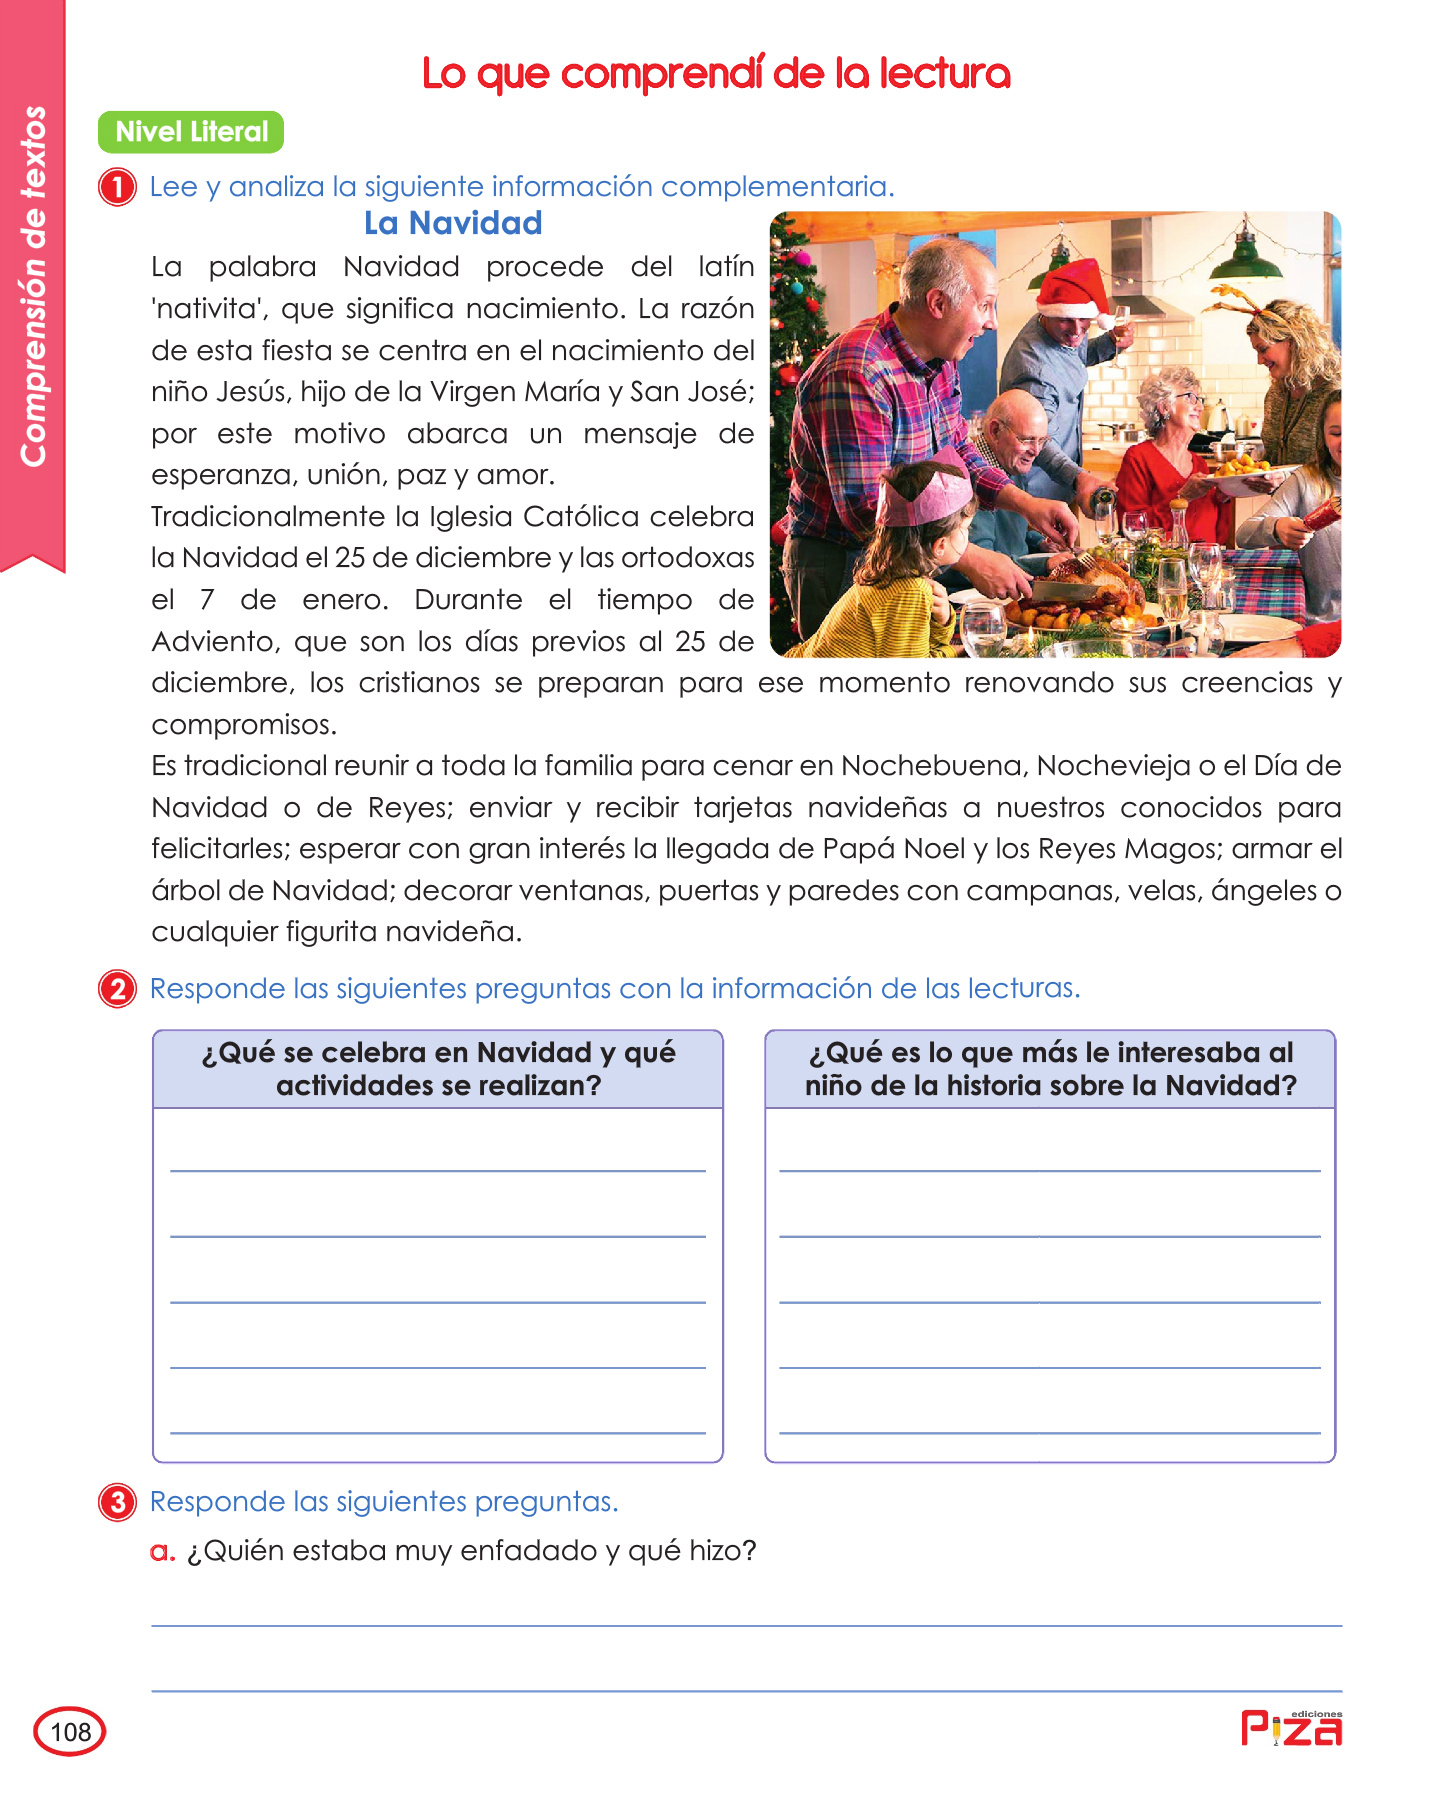 Comprensión de textos
Lo que comprendí de la lectura
Nivel Literal
1 Lee y analiza la siguiente información complementaria.
La Navidad
La palabra Navidad procede del latín
'nativita', que significa nacimiento. La razón
de esta fiesta se centra en el nacimiento del
niño Jesús, hijo de la Virgen María y San José;
por este motivo abarca un mensaje de
esperanza, unión, paz y amor.
Tradicionalmente la Iglesia Católica celebra
la Navidad el 25 de diciembre y las ortodoxas
el 7 de enero. Durante el tiempo de
Adviento, que son los días previos al 25 de
diciembre, los cristianos se preparan para ese momento renovando sus creencias y
compromisos.
Es tradicional reunir a toda la familia para cenar en Nochebuena, Nochevieja o el Día de
Navidad o de Reyes; enviar y recibir tarjetas navideñas a nuestros conocidos para
felicitarles; esperar con gran interés la llegada de Papá Noel y los Reyes Magos; armar el
árbol de Navidad; decorar ventanas, puertas y paredes con campanas, velas, ángeles o
cualquier figurita navideña.
2 Responde las siguientes preguntas con la información de las lecturas.
¿Qué se celebra en Navidad y qué
actividades se realizan?
¿Qué es lo que más le interesaba al
niño de la historia sobre la Navidad?
3 Responde las siguientes preguntas.
a. ¿Quién estaba muy enfadado y qué hizo?
108
ediciones
Piza